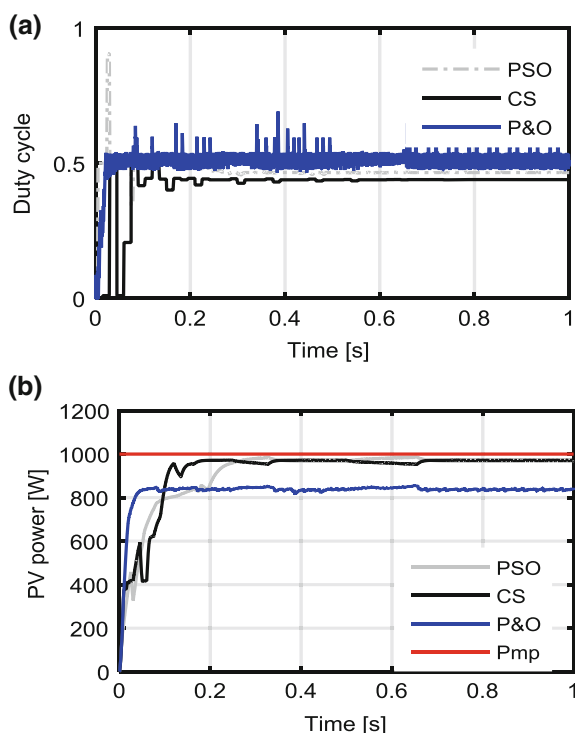 (a)
1
0.5
0
Duty cycle
PSO
CS
P&O
0 0.2 0.4 0.6 0.8 1
Time [s]
(b)
1200
1000
800
600
400
200
0
PV power [W]
PSO
CS
P&O
Pmp
0 0.2 0.4 0.6 0.8 1
Time [s]